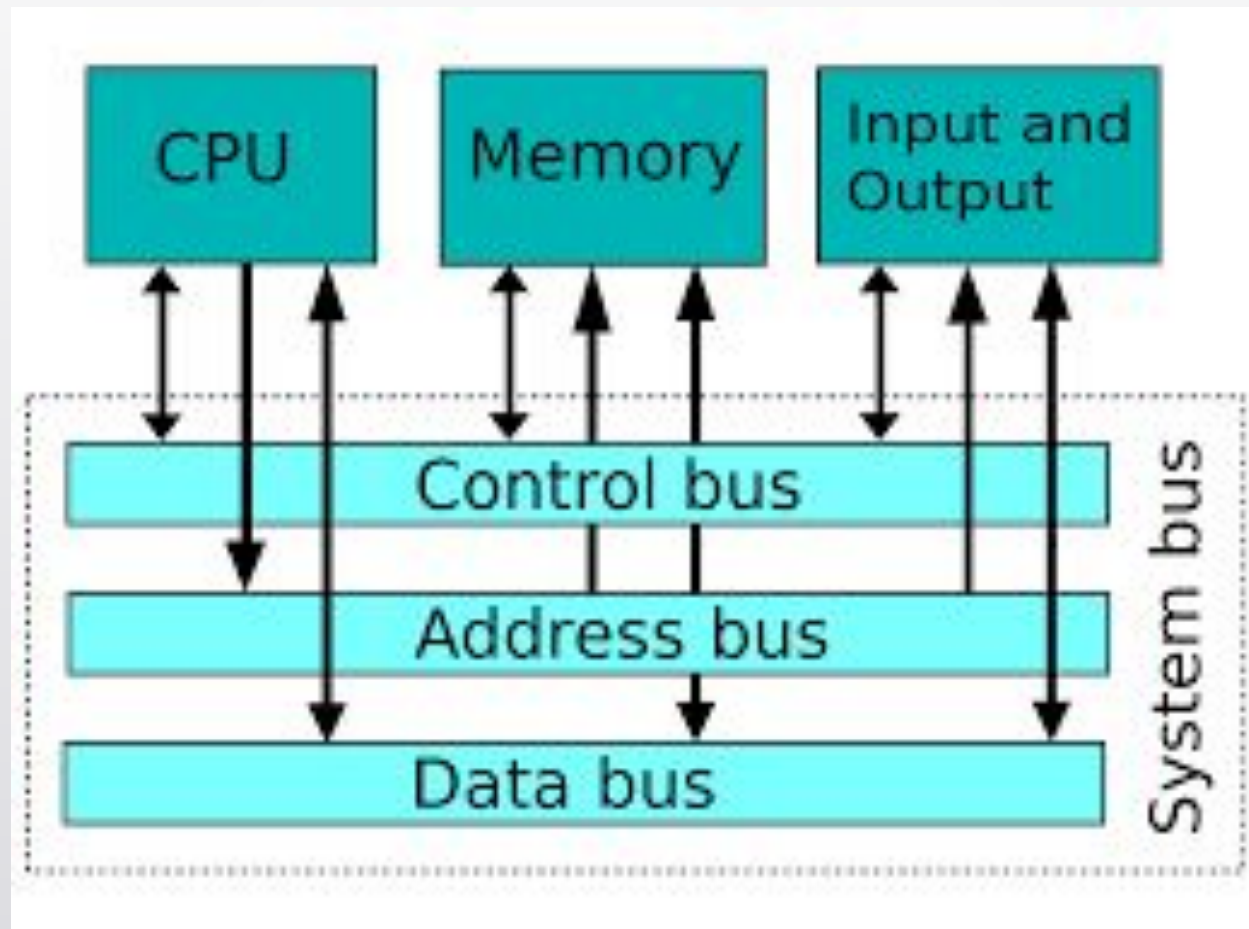 CPU
Memory
Input and
Output
Control bus
Address bus
Data bus
System bus